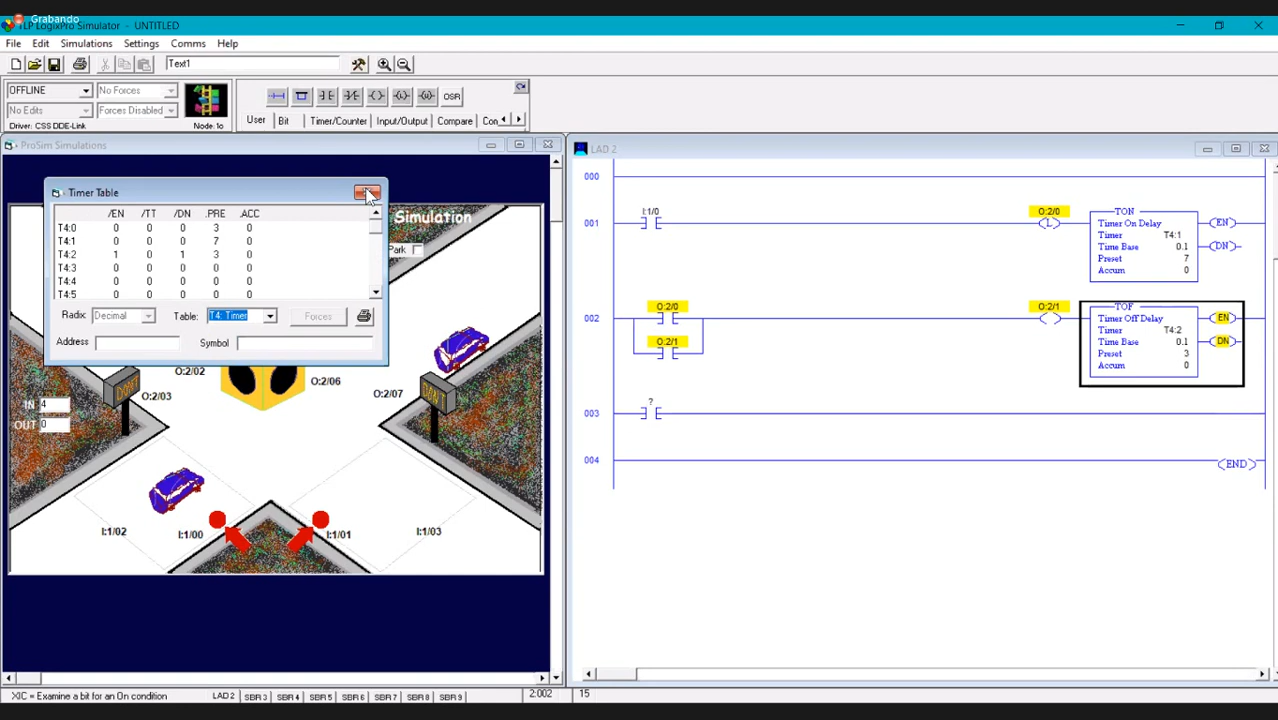 Grabando
TLP LogixPro Simulator - UNTITLED
File Edit Simulations Settings Comms Help
Text1
OFFLINE No Forces
No Edits Forces Disabled
Driver: CSS DDE-Link Node: 1o
OSR
User Bit Timer/Counter Input/Output Compare Con
ProSim Simulations
Timer Table
/EN /TT /DN .PRE .ACC
T4:0 0 0 0 3 0
T4:1 0 0 0 7 0
T4:2 1 0 1 3 0
T4:3 0 0 0 0 0
T4:4 0 0 0 0 0
T4:5 0 0 0 0 0
Radix: Decimal Table: T4: Timer Forces
Address Symbol
Simulation
Park
O:2/02 O:2/06
O:2/03 O:2/07
DON'T DON'T
IN 4
OUT 0
I:1/02 I:1/00 I:1/01 I:1/03
LAD 2
000
001 I:1/0 O:2/0 L
TON
Timer On Delay
Timer T4:1
Time Base 0.1
Preset 7
Accum 0
EN
DN
002 O:2/0 O:2/1
O:2/1
TOF
Timer Off Delay
Timer T4:2
Time Base 0.1
Preset 3
Accum 0
EN
DN
003 ?
004 END
XIC = Examine a bit for an On condition LAD 2 SBR 3 SBR 4 SBR 5 SBR 6 SBR 7 SBR 8 SBR 9 2:002 15